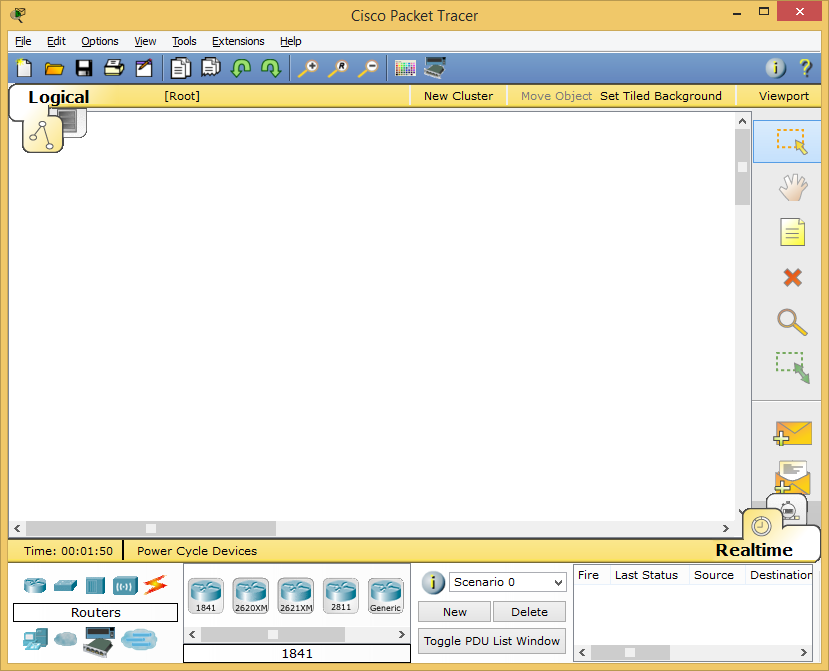 Cisco Packet Tracer
File Edit Options View Tools Extensions Help
Logical [Root] New Cluster Move Object Set Tiled Background Viewport
Time: 00:01:50 Power Cycle Devices Realtime
Routers
1841 2620XM 2621XM 2811 Generic
1841
Scenario 0
New Delete
Toggle PDU List Window
Fire Last Status Source Destination